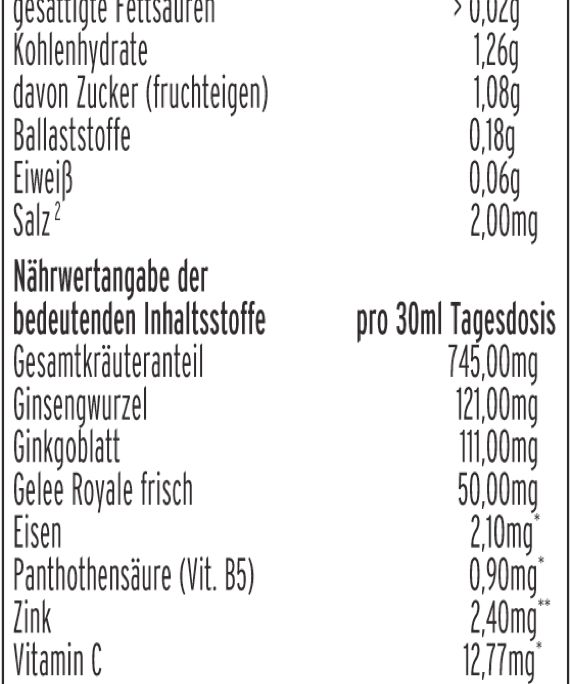 gesättigte Fettsäuren > 0,02g
Kohlenhydrate 1,26g
davon Zucker (fruchteigen) 1,08g
Ballaststoffe 0,18g
Eiweiß 0,06g
Salz ² 2,00mg
Nährwertangabe der
bedeutenden Inhaltsstoffe pro 30ml Tagesdosis
Gesamtkräuteranteil 745,00mg
Ginsengwurzel 121,00mg
Ginkgoblatt 111,00mg
Gelee Royale frisch 50,00mg
Eisen 2,10mg*
Panthothensäure (Vit. B5) 0,90mg*
Zink 2,40mg**
Vitamin C 12,77mg*